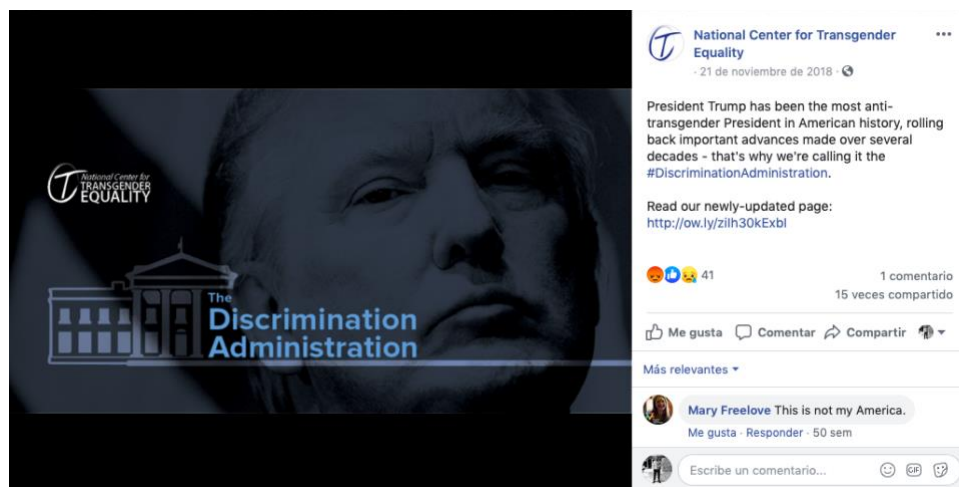 National Center for
TRANSGENDER
EQUALITY
The
Discrimination
Administration
National Center for Transgender
Equality
· 21 de noviembre de 2018 ·
President Trump has been the most anti-
transgender President in American history, rolling
back important advances made over several
decades - that's why we're calling it the
#DiscriminationAdministration.
Read our newly-updated page:
http://ow.ly/zilh30kExbl
41
1 comentario
15 veces compartido
Me gusta Comentar Compartir
Más relevantes
Mary Freelove This is not my America.
Me gusta · Responder · 50 sem
Escribe un comentario...
GIF